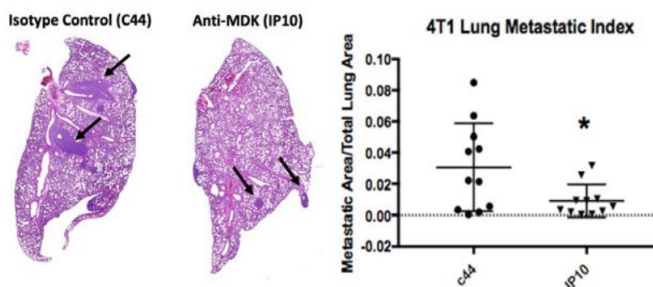 Isotype Control (C44)
Anti-MDK (IP10)
4T1 Lung Metastatic Index
Metastatic Area/Total Lung Area
0.10
0.08
0.06
0.04
0.02
0.00
-0.02
*
c44
IP10